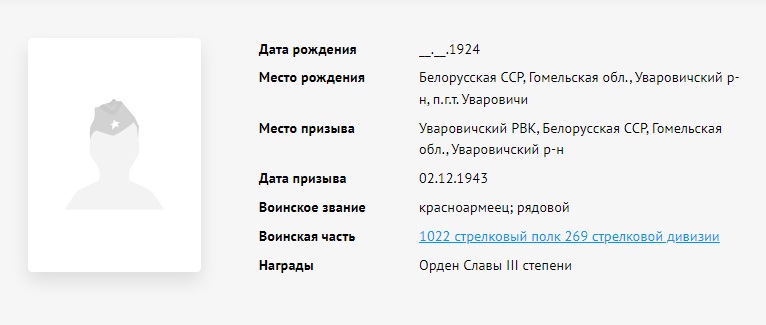 Дата рождения __.__.1924
Место рождения Белорусская ССР, Гомельская обл., Уваровичский р-
н, п.г.т. Уваровичи
Место призыва Уваровичский РВК, Белорусская ССР, Гомельская
обл., Уваровичский р-н
Дата призыва 02.12.1943
Воинское звание красноармеец; рядовой
Воинская часть 1022 стрелковый полк 269 стрелковой дивизии
Награды Орден Славы III степени